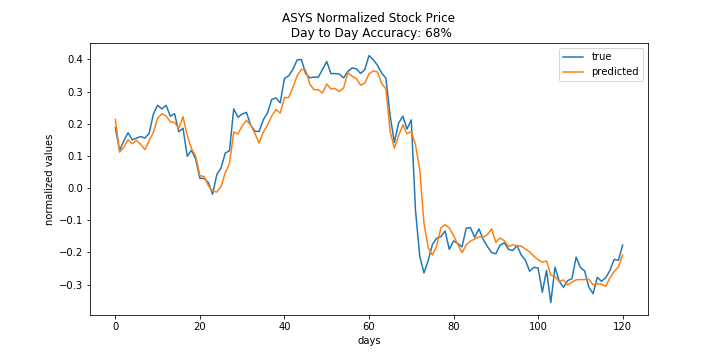 ASYS Normalized Stock Price
Day to Day Accuracy: 68%
true
predicted
normalized values
0.4
0.3
0.2
0.1
0.0
−0.1
−0.2
−0.3
0 20 40 60 80 100 120
days